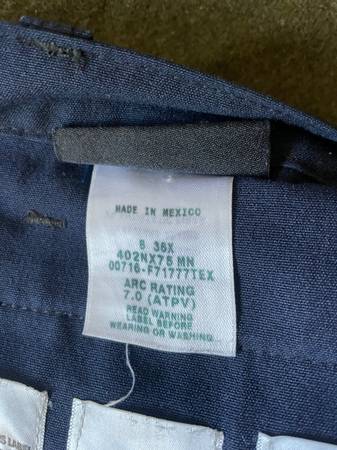 MADE IN MEXICO
B 36X
402NX75 MN
00716-F71777TEX
ARC RATING
7.0 (ATPV)
READ WARNING
LABEL BEFORE
WEARING OR WASHING
LABEL